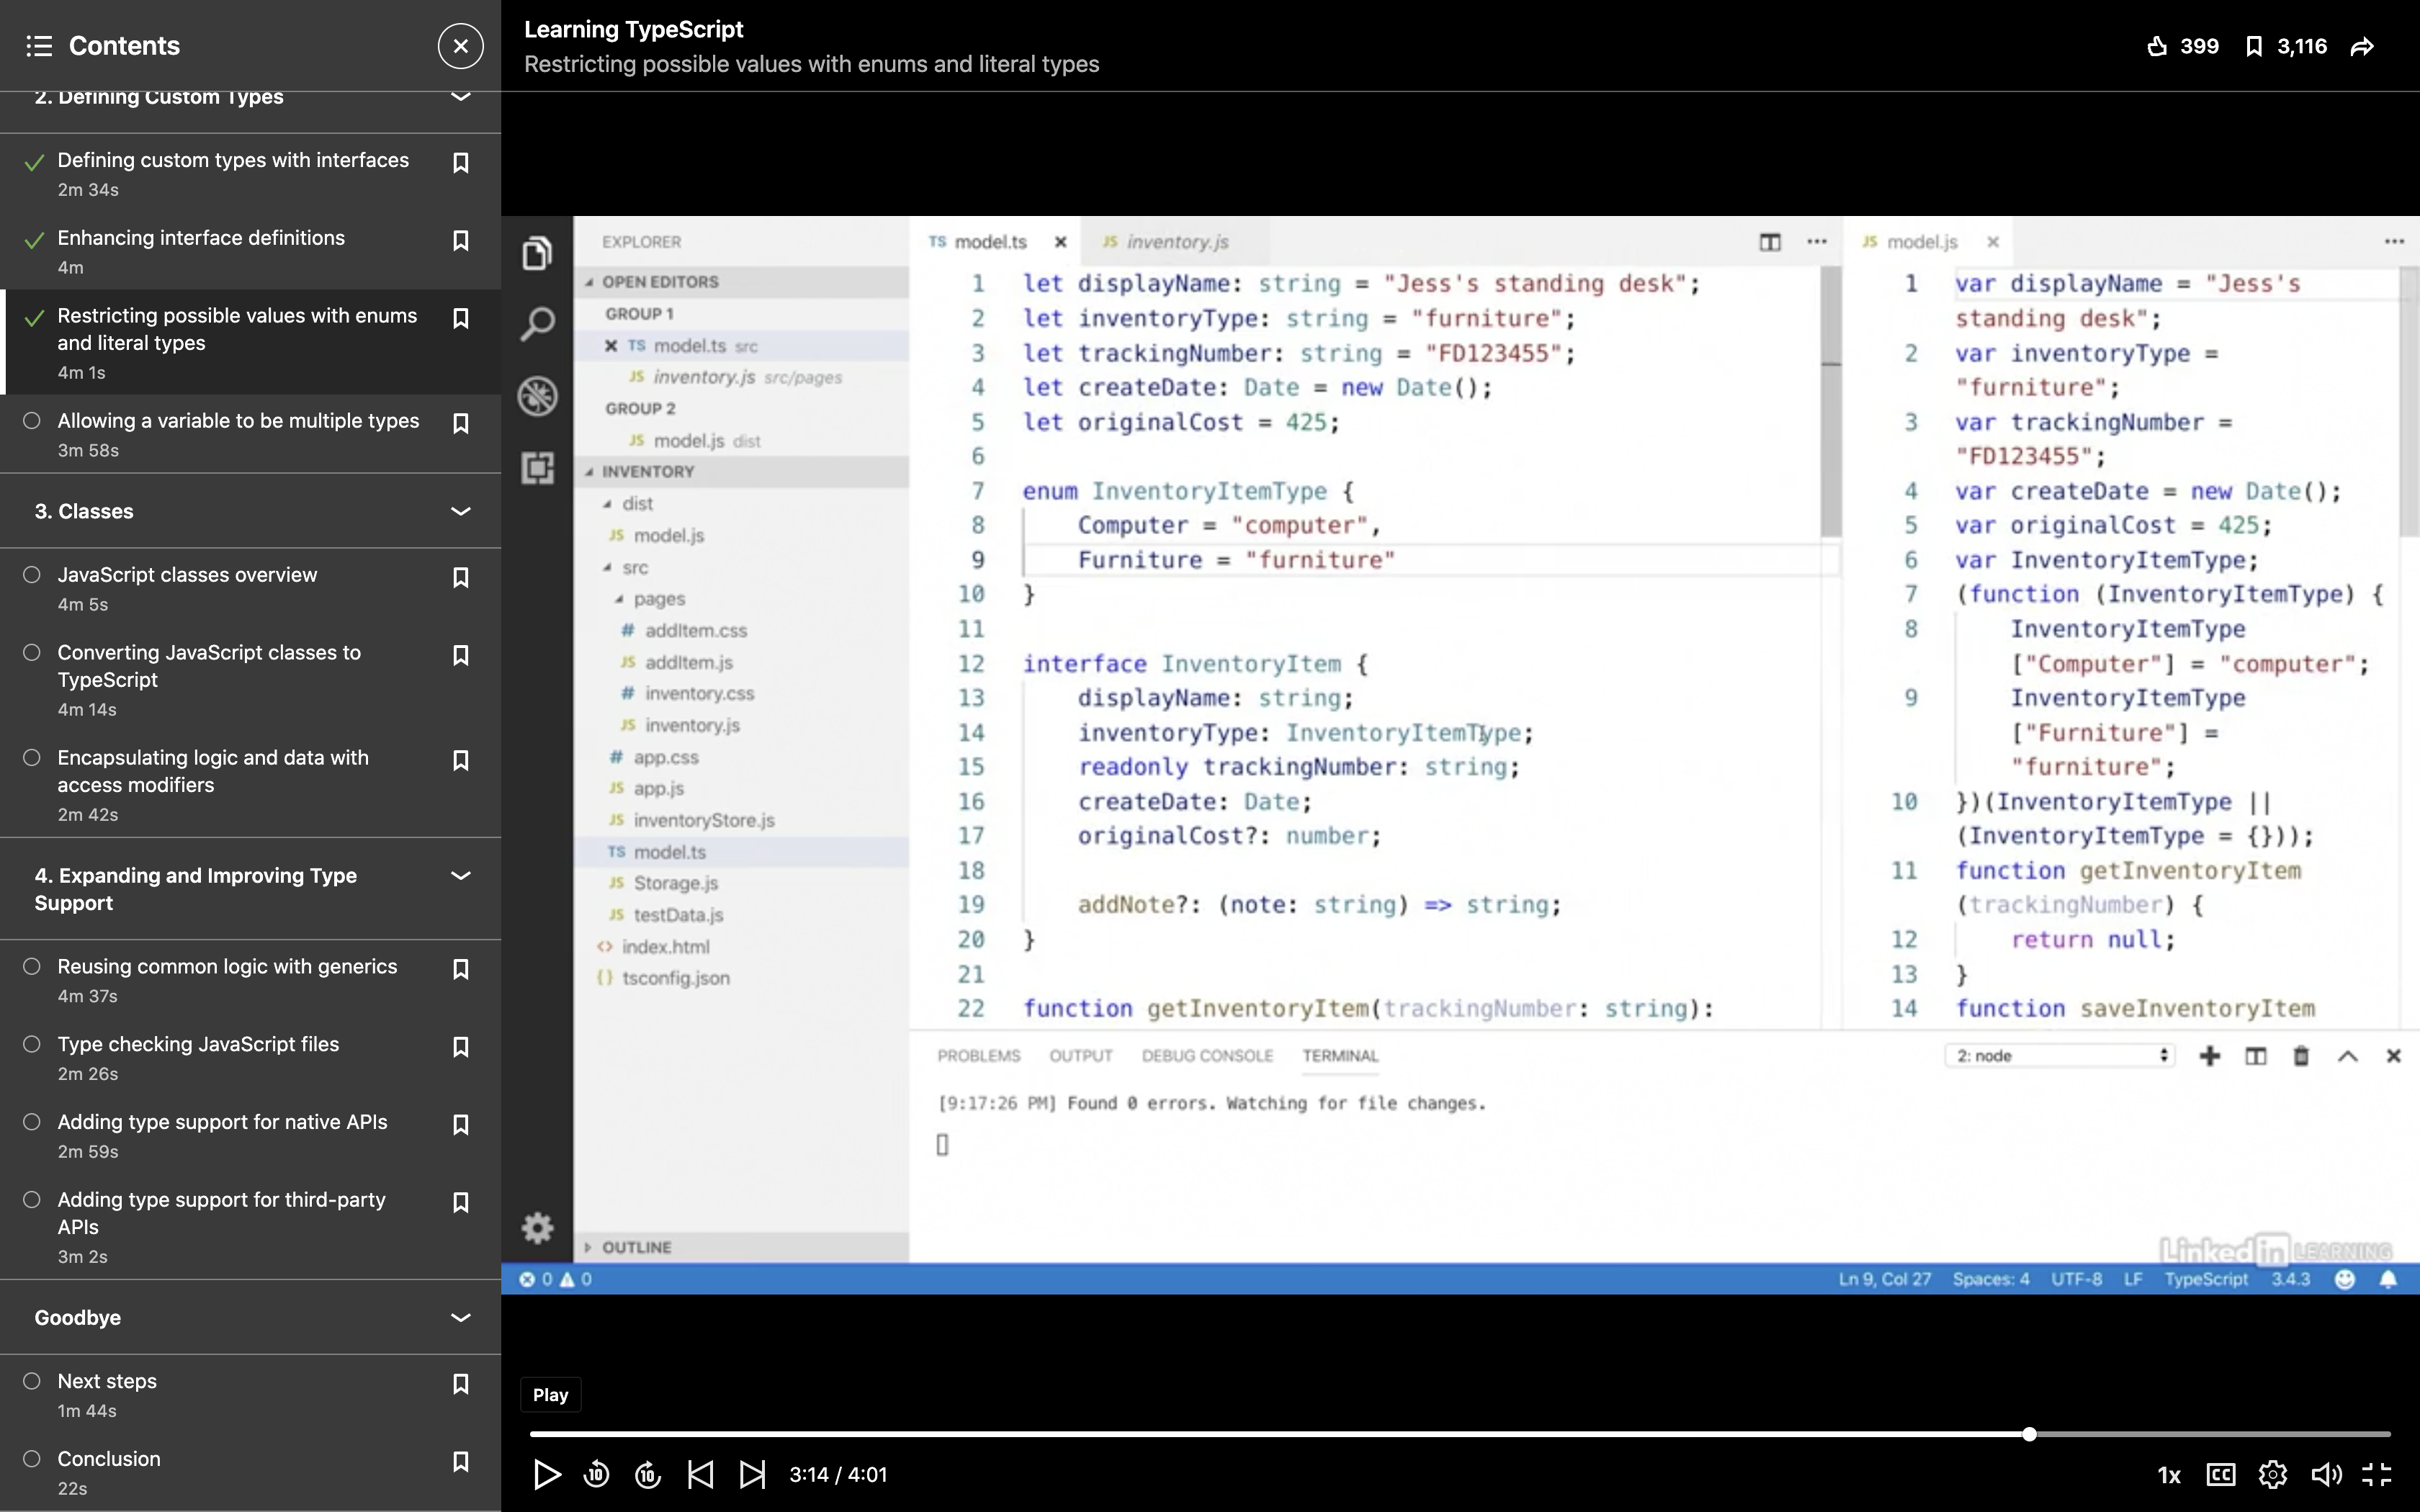 Contents
2. Defining Custom Types
Defining custom types with interfaces
2m 34s
Enhancing interface definitions
4m
Restricting possible values with enums
and literal types
4m 1s
Allowing a variable to be multiple types
3m 58s
3. Classes
JavaScript classes overview
4m 5s
Converting JavaScript classes to
TypeScript
4m 14s
Encapsulating logic and data with
access modifiers
2m 42s
4. Expanding and Improving Type
Support
Reusing common logic with generics
4m 37s
Type checking JavaScript files
2m 26s
Adding type support for native APIs
2m 59s
Adding type support for third-party
APIs
3m 2s
Goodbye
Next steps
1m 44s
Conclusion
22s
Learning TypeScript
Restricting possible values with enums and literal types
399 3,116
EXPLORER
OPEN EDITORS
GROUP 1
TS model.ts src
JS inventory.js src/pages
GROUP 2
JS model.js dist
INVENTORY
dist
JS model.js
src
pages
# addItem.css
JS addItem.js
# inventory.css
JS inventory.js
# app.css
JS app.js
JS inventoryStore.js
TS model.ts
JS Storage.js
JS testData.js
<> index.html
{} tsconfig.json
OUTLINE
TS model.ts JS inventory.js
1 let displayName: string = "Jess's standing desk";
2 let inventoryType: string = "furniture";
3 let trackingNumber: string = "FD123455";
4 let createDate: Date = new Date();
5 let originalCost = 425;
6
7 enum InventoryItemType {
8 Computer = "computer",
9 Furniture = "furniture"
10 }
11
12 interface InventoryItem {
13 displayName: string;
14 inventoryType: InventoryItemType;
15 readonly trackingNumber: string;
16 createDate: Date;
17 originalCost?: number;
18
19 addNote?: (note: string) => string;
20 }
21
22 function getInventoryItem(trackingNumber: string):
JS model.js
1 var displayName = "Jess's
standing desk";
2 var inventoryType =
"furniture";
3 var trackingNumber =
"FD123455";
4 var createDate = new Date();
5 var originalCost = 425;
6 var InventoryItemType;
7 (function (InventoryItemType) {
8 InventoryItemType
["Computer"] = "computer";
9 InventoryItemType
["Furniture"] =
"furniture";
10 })(InventoryItemType ||
(InventoryItemType = {}));
11 function getInventoryItem
(trackingNumber) {
12 return null;
13 }
14 function saveInventoryItem
PROBLEMS OUTPUT DEBUG CONSOLE TERMINAL
2: node
[9:17:26 PM] Found 0 errors. Watching for file changes.
Linked in LEARNING
0 0
Ln 9, Col 27 Spaces: 4 UTF-8 LF TypeScript 3.4.3
Play
10 10 3:14 / 4:01
1x CC